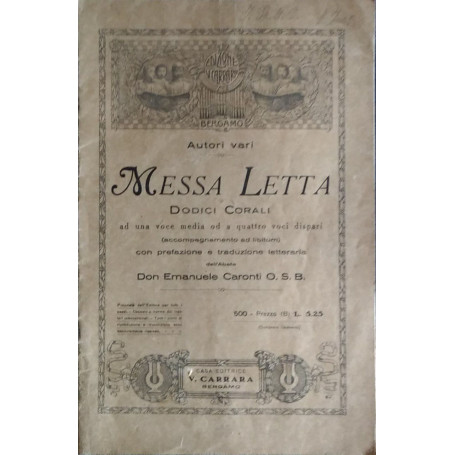 V. CARRARA
BERGAMO
Autori vari
MESSA LETTA
DODICI CORALI
ad una voce media od a quattro voci dispari
(accompagnamento ad libitum)
con prefazione e traduzione letteraria
dell'Abate
Don Emanuele Caronti O. S. B.
500 - Prezzo L. 5.25
CASA EDITRICE
V. CARRARA
BERGAMO